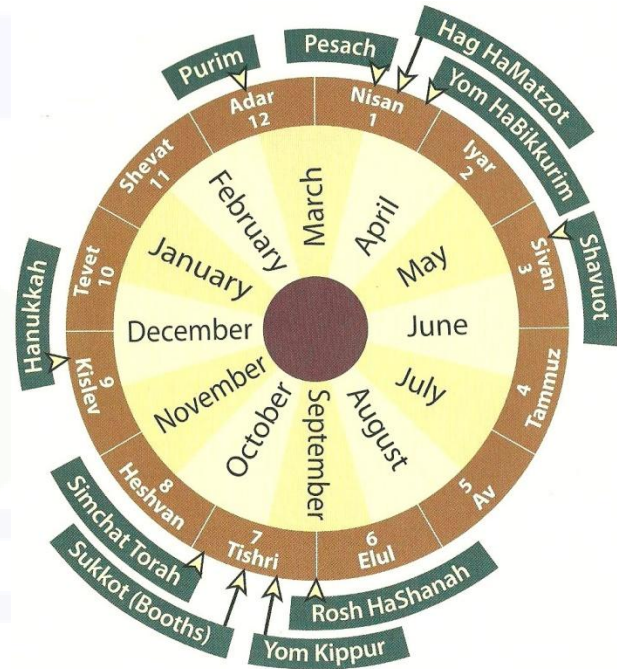 Pesach
Hag HaMatzot
Yom HaBikkurim
Shavuot
Rosh HaShanah
Yom Kippur
Sukkot (Booths)
Simchat Torah
Hanukkah
Purim
Nisan
1
Iyar
2
Sivan
3
4
Tammuz
5
Av
6
Elul
7
Tishri
8
Heshvan
9
Kislev
Tevet
10
Shevat
11
Adar
12
March
April
May
June
July
August
September
October
November
December
January
February